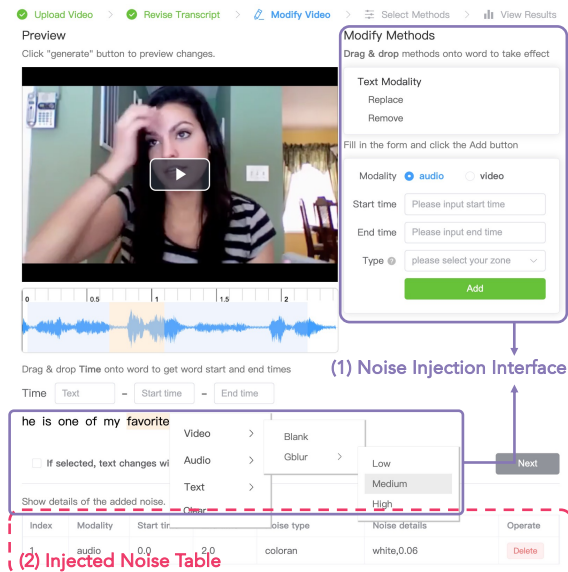 Upload Video > Revise Transcript > Modify Video > Select Methods > View Results
Preview
Click "generate" button to preview changes.
Modify Methods
Drag & drop methods onto word to take effect
Text Modality
Replace
Remove
Fill in the form and click the Add button
Modality audio video
Start time Please input start time
End time Please input end time
Type please select your zone
Add
0 0.5 1 1.5 2
(1) Noise Injection Interface
Drag & drop Time onto word to get word start and end times
Time Text – Start time – End time
he is one of my favorite
Video >
Audio >
Text >
Clear
Blank
Gblur >
Low
Medium
High
If selected, text changes wi
Next
Show details of the added noise.
Index Modality Start tim noise type Noise details Operate
1 audio 0.0 2.0 coloran white,0.06 Delete
(2) Injected Noise Table